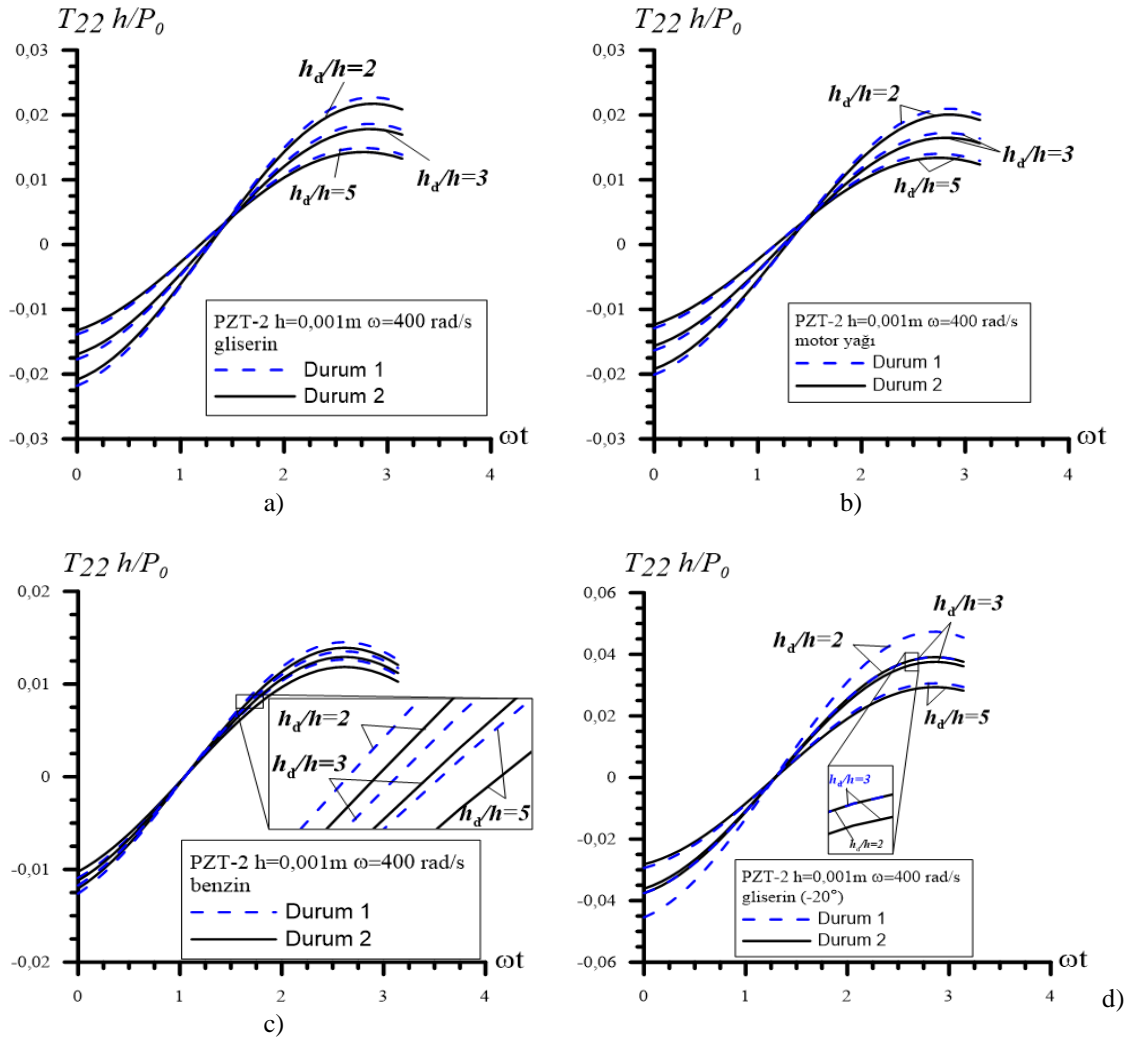 T22 h/P0
0,03
0,02
0,01
0
-0,01
-0,02
-0,03
0 1 2 3 4
ωt
hd/h=2
hd/h=3
hd/h=5
PZT-2 h=0,001m ω=400 rad/s
gliserin
Durum 1
Durum 2
a)
T22 h/P0
0,03
0,02
0,01
0
-0,01
-0,02
-0,03
0 1 2 3 4
ωt
hd/h=2
hd/h=3
hd/h=5
PZT-2 h=0,001m ω=400 rad/s
motor yağı
Durum 1
Durum 2
b)
T22 h/P0
0,02
0,01
0
-0,01
-0,02
0 1 2 3 4
ωt
hd/h=2
hd/h=3
hd/h=5
PZT-2 h=0,001m ω=400 rad/s
benzin
Durum 1
Durum 2
c)
T22 h/P0
0,06
0,04
0,02
0
-0,02
-0,04
-0,06
0 1 2 3 4
ωt
hd/h=3
hd/h=2
hd/h=5
hd/h=3
hd/h=2
PZT-2 h=0,001m ω=400 rad/s
gliserin (-20°)
Durum 1
Durum 2
d)